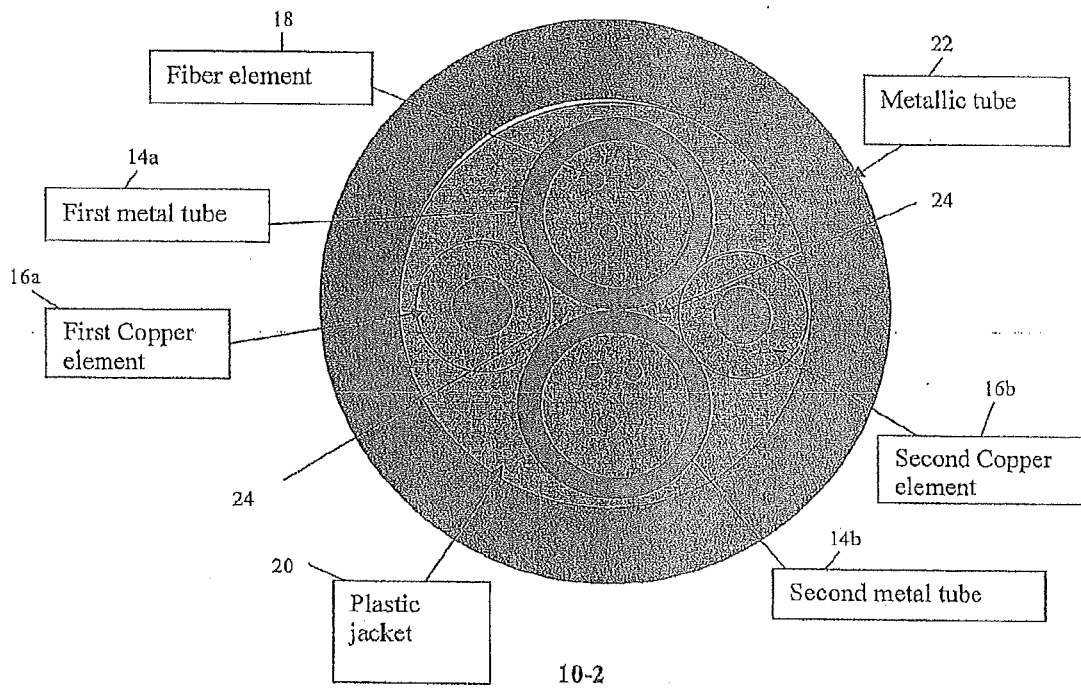 18
Fiber element
22
Metallic tube
14a
First metal tube
24
16a
First Copper
element
16b
Second Copper
element
24
14b
Second metal tube
20
Plastic
jacket
10-2